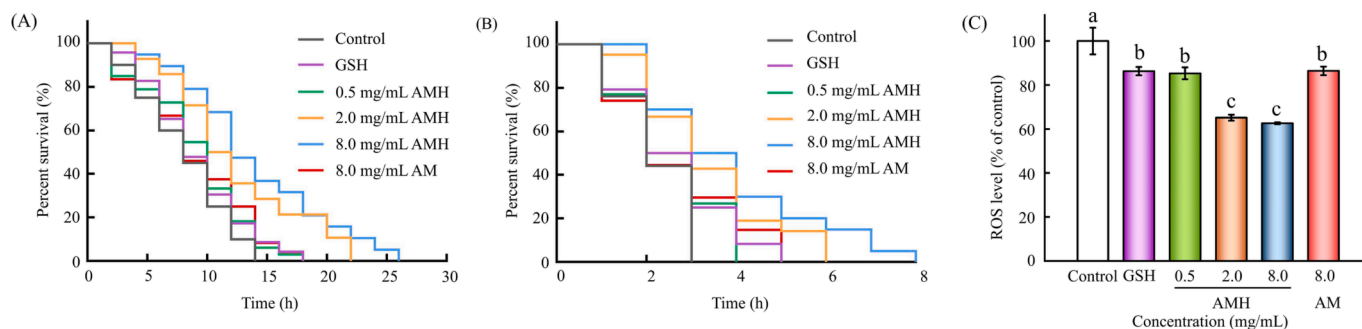 (A)
Percent survival (%)
100
80
60
40
20
0
0 5 10 15 20 25 30
Time (h)
Control
GSH
0.5 mg/mL AMH
2.0 mg/mL AMH
8.0 mg/mL AMH
8.0 mg/mL AM
(B)
Percent survival (%)
100
80
60
40
20
0
0 2 4 6 8
Time (h)
Control
GSH
0.5 mg/mL AMH
2.0 mg/mL AMH
8.0 mg/mL AMH
8.0 mg/mL AM
(C)
ROS level (% of control)
100
80
60
40
20
0
a
b
b
c
c
b
Control GSH 0.5 2.0 8.0 8.0
AMH AM
Concentration (mg/mL)